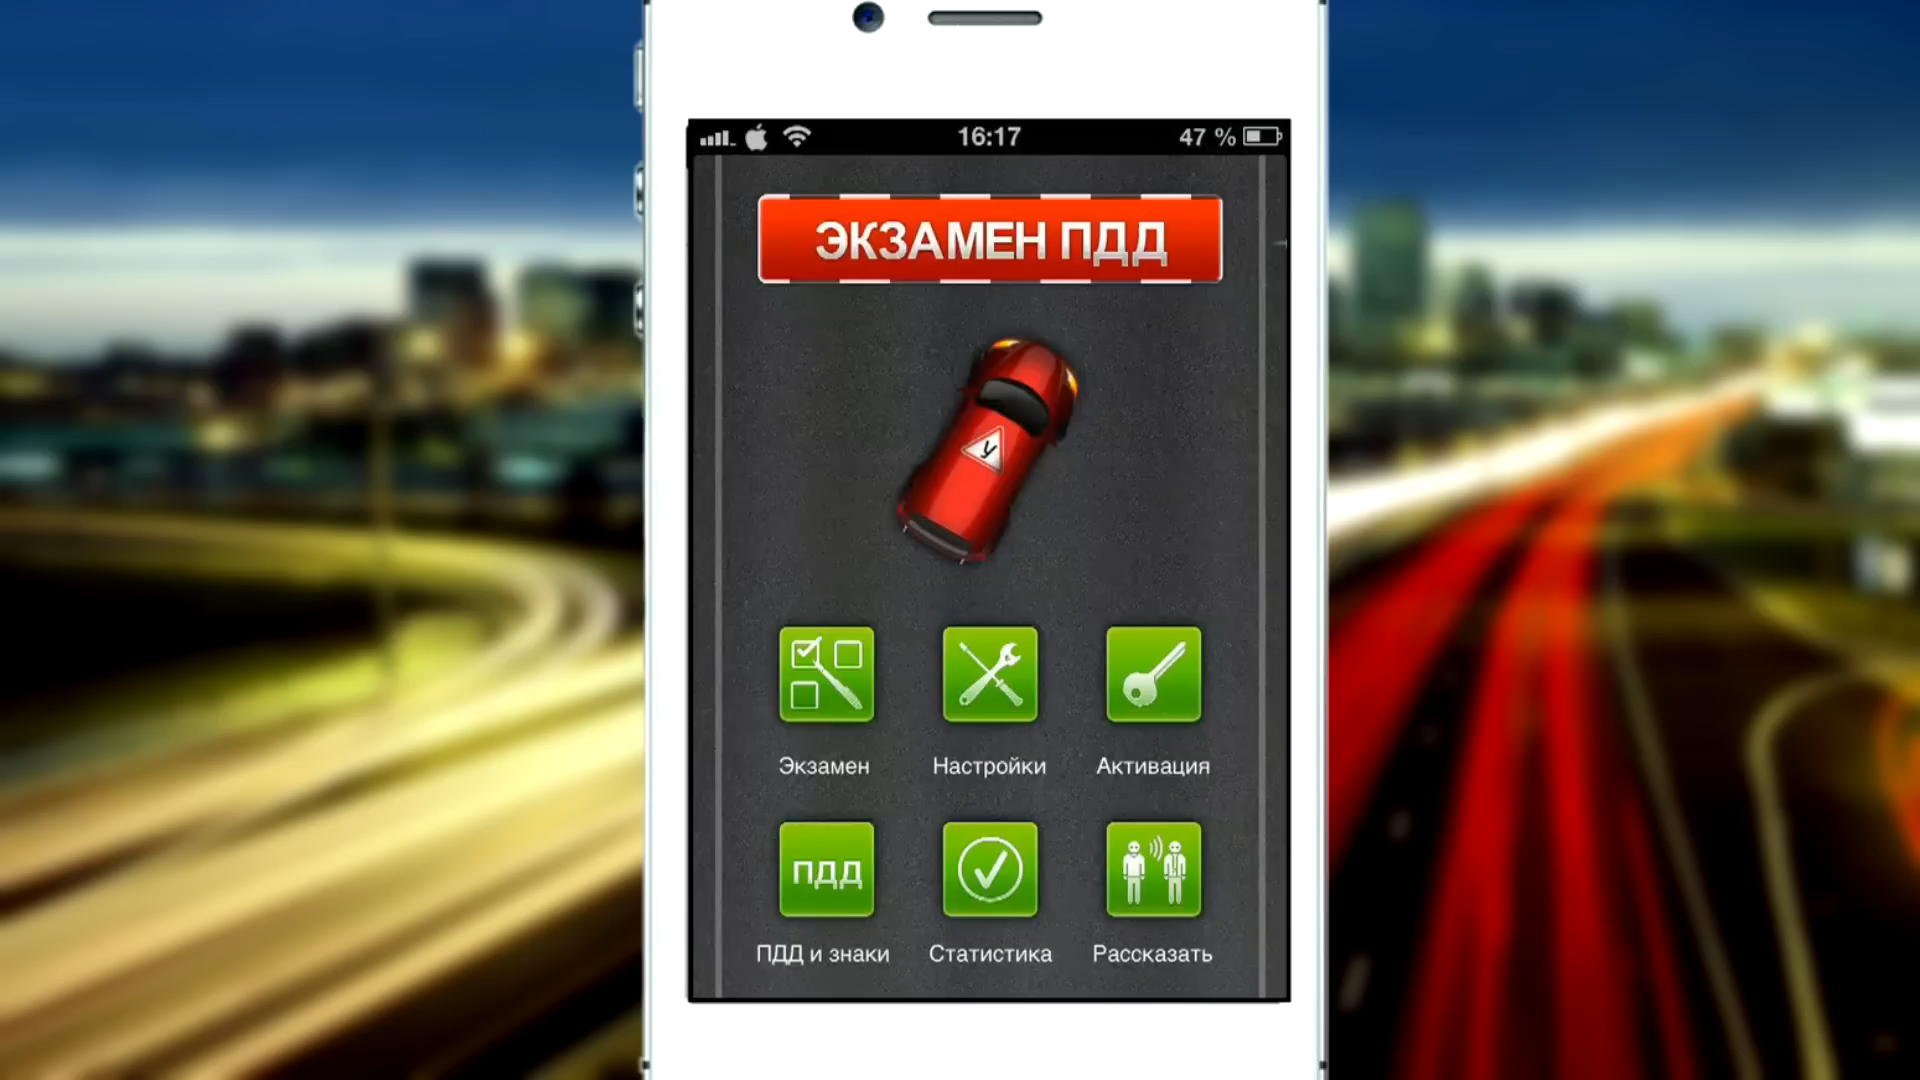 16:17 47 %
ЭКЗАМЕН ПДД
У
Экзамен Настройки Активация
ПДД
ПДД и знаки Статистика Рассказать